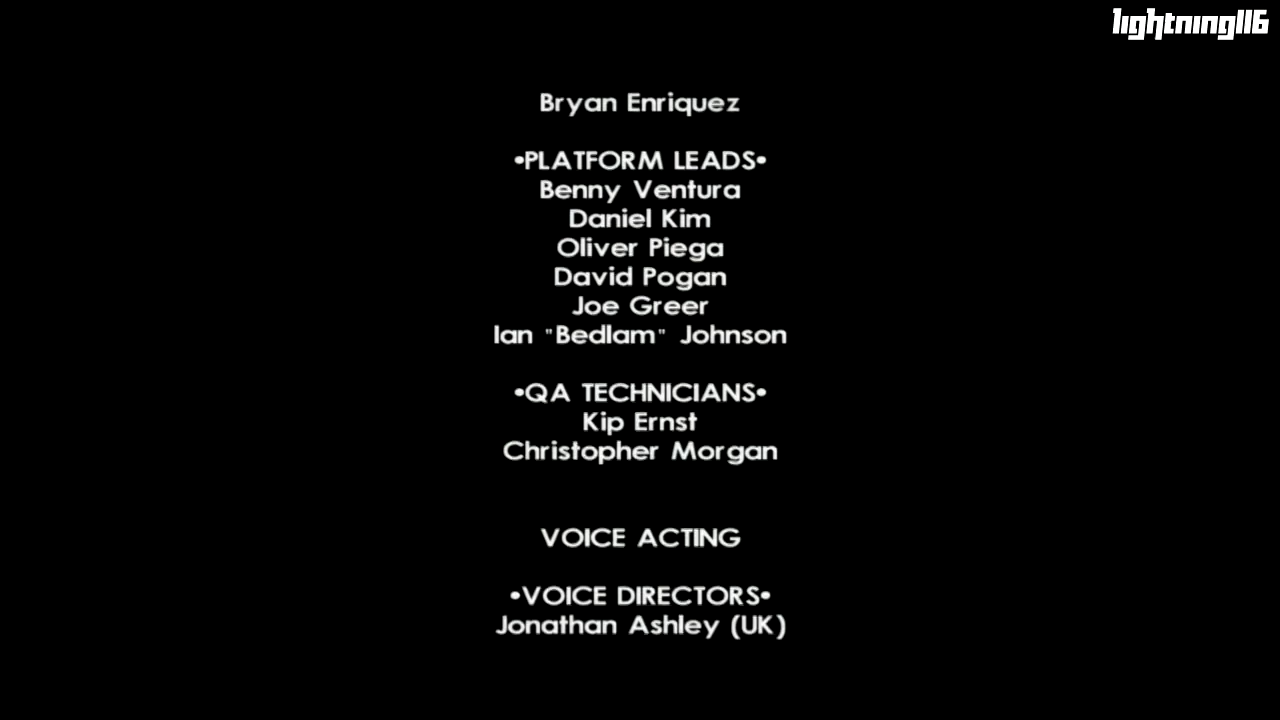 lightning116
Bryan Enriquez
•PLATFORM LEADS•
Benny Ventura
Daniel Kim
Oliver Piega
David Pogan
Joe Greer
Ian "Bedlam" Johnson
•QA TECHNICIANS•
Kip Ernst
Christopher Morgan
VOICE ACTING
•VOICE DIRECTORS•
Jonathan Ashley (UK)